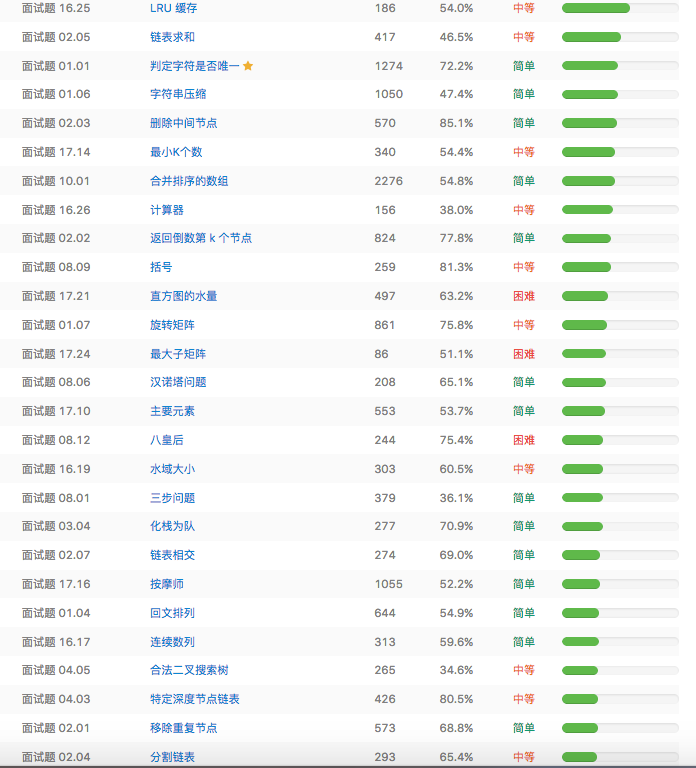 面试题 16.25 LRU 缓存 186 54.0% 中等
面试题 02.05 链表求和 417 46.5% 中等
面试题 01.01 判定字符是否唯一 1274 72.2% 简单
面试题 01.06 字符串压缩 1050 47.4% 简单
面试题 02.03 删除中间节点 570 85.1% 简单
面试题 17.14 最小K个数 340 54.4% 中等
面试题 10.01 合并排序的数组 2276 54.8% 简单
面试题 16.26 计算器 156 38.0% 中等
面试题 02.02 返回倒数第 k 个节点 824 77.8% 简单
面试题 08.09 括号 259 81.3% 中等
面试题 17.21 直方图的水量 497 63.2% 困难
面试题 01.07 旋转矩阵 861 75.8% 中等
面试题 17.24 最大子矩阵 86 51.1% 困难
面试题 08.06 汉诺塔问题 208 65.1% 简单
面试题 17.10 主要元素 553 53.7% 简单
面试题 08.12 八皇后 244 75.4% 困难
面试题 16.19 水域大小 303 60.5% 中等
面试题 08.01 三步问题 379 36.1% 简单
面试题 03.04 化栈为队 277 70.9% 简单
面试题 02.07 链表相交 274 69.0% 简单
面试题 17.16 按摩师 1055 52.2% 简单
面试题 01.04 回文排列 644 54.9% 简单
面试题 16.17 连续数列 313 59.6% 简单
面试题 04.05 合法二叉搜索树 265 34.6% 中等
面试题 04.03 特定深度节点链表 426 80.5% 中等
面试题 02.01 移除重复节点 573 68.8% 简单
面试题 02.04 分割链表 293 65.4% 中等